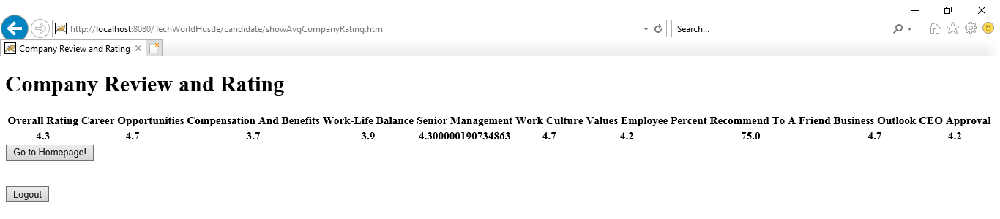 http://localhost:8080/TechWorldHustle/candidate/showAvgCompanyRating.htm Search...
Company Review and Rating
Company Review and Rating
Overall Rating Career Opportunities Compensation And Benefits Work-Life Balance Senior Management Work Culture Values Employee Percent Recommend To A Friend Business Outlook CEO Approval
4.3 4.7 3.7 3.9 4.300000190734863 4.7 4.2 75.0 4.7 4.2
Go to Homepage!
Logout